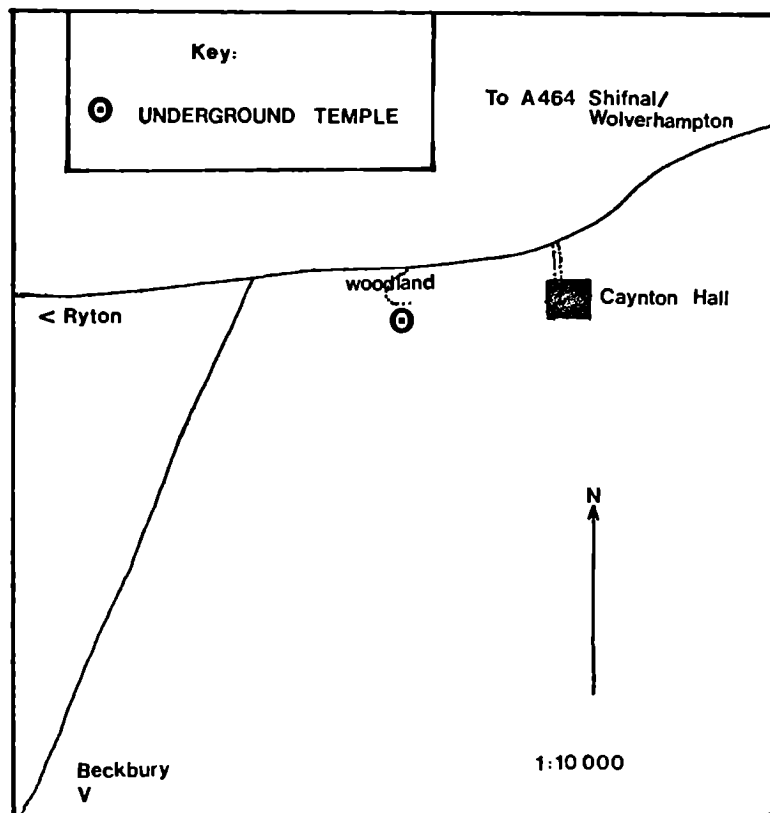 Key:
UNDERGROUND TEMPLE
To A464 Shifnal/
Wolverhampton
woodland
< Ryton
Caynton Hall
N
Beckbury
V
1:10 000